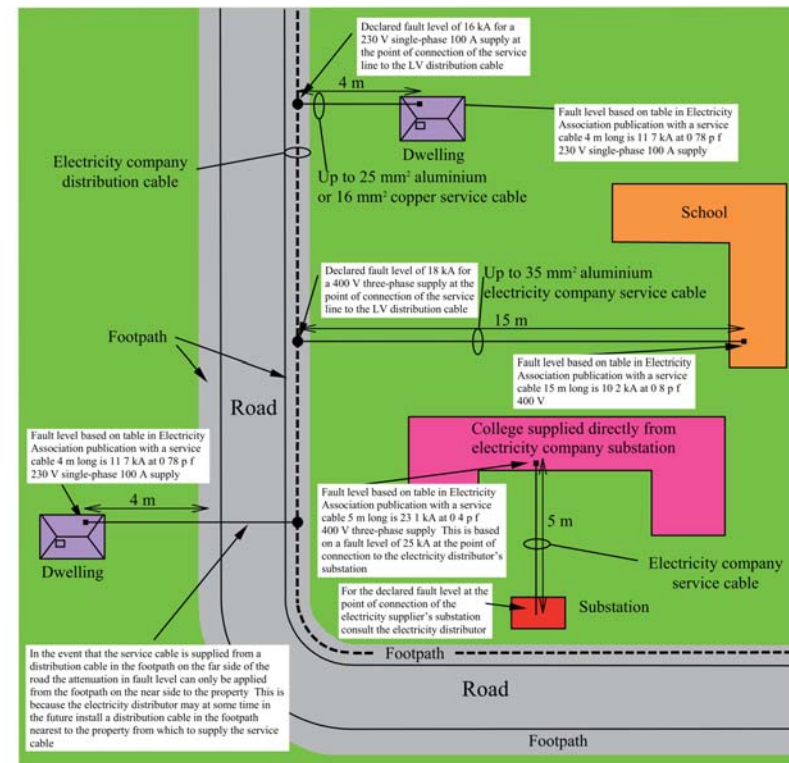 Declared fault level of 16 kA for a
230 V single-phase 100 A supply at
the point of connection of the service
line to the LV distribution cable
4 m
Fault level based on table in Electricity
Association publication with a service
cable 4 m long is 11 7 kA at 0 78 p f
230 V single-phase 100 A supply
Dwelling
Electricity company
distribution cable
Up to 25 mm² aluminium
or 16 mm² copper service cable
School
Declared fault level of 18 kA for
a 400 V three-phase supply at the
point of connection of the service
line to the LV distribution cable
Up to 35 mm² aluminium
electricity company service cable
15 m
Footpath
Fault level based on table in Electricity
Association publication with a service
cable 15 m long is 10 2 kA at 0 8 p f
400 V
Road
College supplied directly from
electricity company substation
Fault level based on table in Electricity
Association publication with a service
cable 4 m long is 11 7 kA at 0 78 p f
230 V single-phase 100 A supply
4 m
Dwelling
Fault level based on table in Electricity
Association publication with a service
cable 5 m long is 23 1 kA at 0 4 p f
400 V three-phase supply This is based
on a fault level of 25 kA at the point of
connection to the electricity distributor's
substation
5 m
Electricity company
service cable
For the declared fault level at the
point of connection of the
electricity supplier's substation
consult the electricity distributor
Substation
In the event that the service cable is supplied from a
distribution cable in the footpath on the far side of the
road the attenuation in fault level can only be applied
from the footpath on the near side to the property This is
because the electricity distributor may at some time in
the future install a distribution cable in the footpath
nearest to the property from which to supply the service
cable
Footpath
Road
Footpath